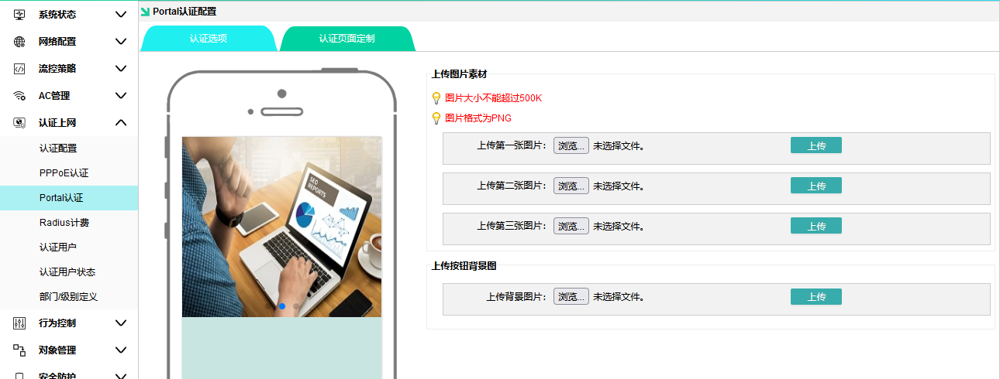 系统状态
网络配置
流控策略
AC管理
认证上网
认证配置
PPPoE认证
Portal认证
Radius计费
认证用户
认证用户状态
部门/级别定义
行为控制
对象管理
安全防护
Portal认证配置
认证选项
认证页面定制
SEO
REPORTS
上传图片素材
图片大小不能超过500K
图片格式为PNG
上传第一张图片： 浏览... 未选择文件。 上传
上传第二张图片： 浏览... 未选择文件。 上传
上传第三张图片： 浏览... 未选择文件。 上传
上传按钮背景图
上传背景图片： 浏览... 未选择文件。 上传